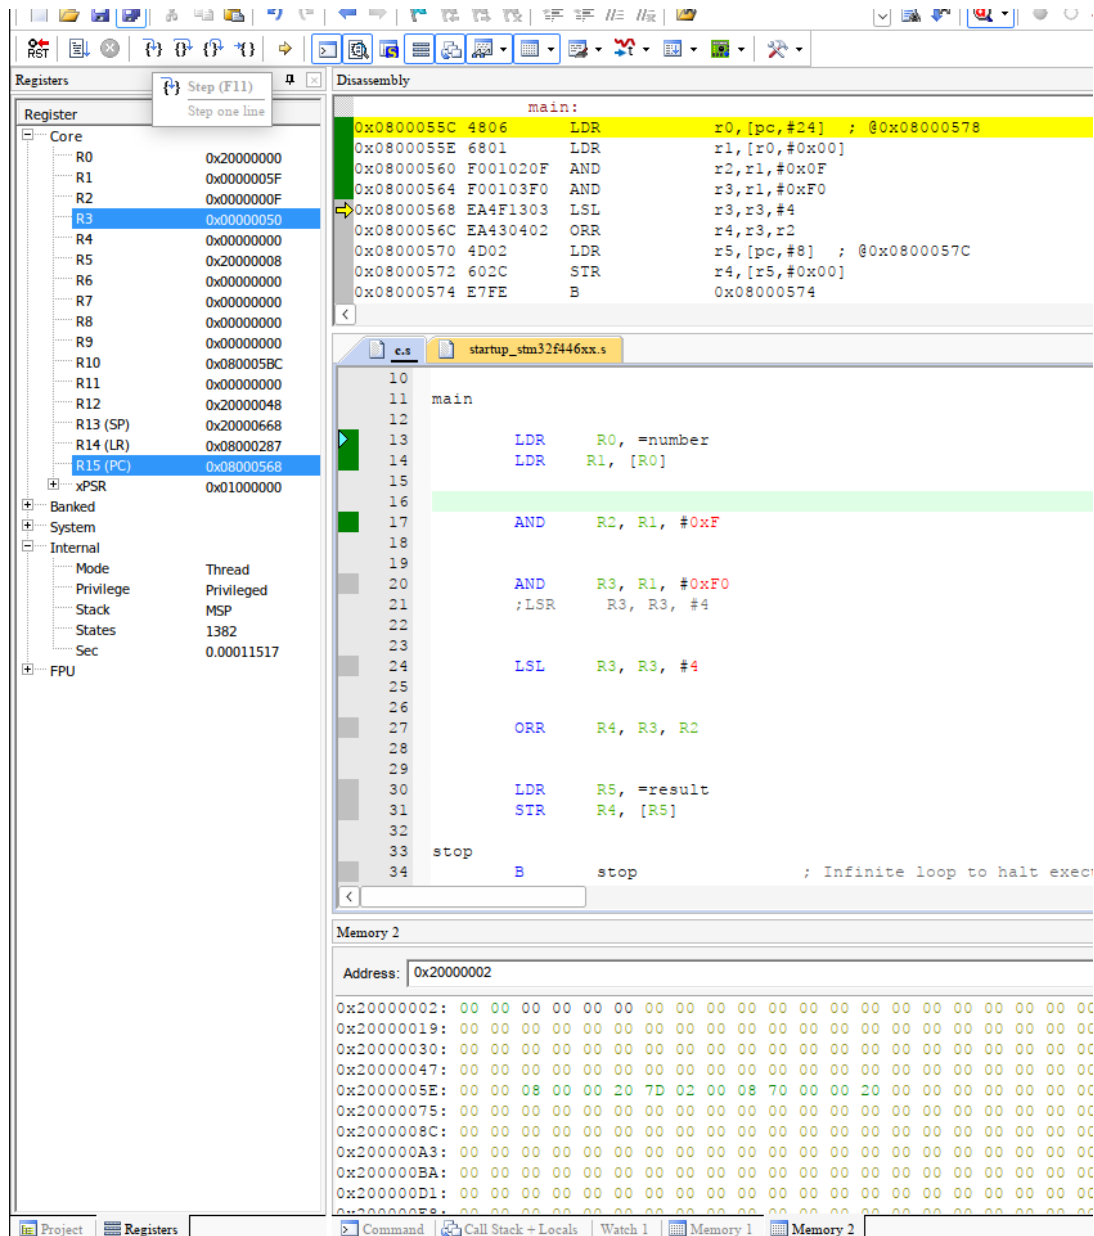 RST
Registers
Step (F11)
Step one line
Register
Core
R0 0x20000000
R1 0x0000005F
R2 0x0000000F
R3 0x00000050
R4 0x00000000
R5 0x20000008
R6 0x00000000
R7 0x00000000
R8 0x00000000
R9 0x00000000
R10 0x080005BC
R11 0x00000000
R12 0x20000048
R13 (SP) 0x20000668
R14 (LR) 0x08000287
R15 (PC) 0x08000568
xPSR 0x01000000
Banked
System
Internal
Mode Thread
Privilege Privileged
Stack MSP
States 1382
Sec 0.00011517
FPU
Project Registers
Disassembly
main:
0x0800055C 4806 LDR r0,[pc,#24] ; @0x08000578
0x0800055E 6801 LDR r1,[r0,#0x00]
0x08000560 F001020F AND r2,r1,#0x0F
0x08000564 F00103F0 AND r3,r1,#0xF0
0x08000568 EA4F1303 LSL r3,r3,#4
0x0800056C EA430402 ORR r4,r3,r2
0x08000570 4D02 LDR r5,[pc,#8] ; @0x0800057C
0x08000572 602C STR r4,[r5,#0x00]
0x08000574 E7FE B 0x08000574
c.s startup_stm32f446xx.s
10
11 main
12
13 LDR R0, =number
14 LDR R1, [R0]
15
16
17 AND R2, R1, #0xF
18
19
20 AND R3, R1, #0xF0
21 ;LSR R3, R3, #4
22
23
24 LSL R3, R3, #4
25
26
27 ORR R4, R3, R2
28
29
30 LDR R5, =result
31 STR R4, [R5]
32
33 stop
34 B stop ; Infinite loop to halt exec
Memory 2
Address: 0x20000002
0x20000002: 00 00 00 00 00 00 00 00 00 00 00 00 00 00 00 00 00 00 00 00 00
0x20000019: 00 00 00 00 00 00 00 00 00 00 00 00 00 00 00 00 00 00 00 00 00
0x20000030: 00 00 00 00 00 00 00 00 00 00 00 00 00 00 00 00 00 00 00 00 00
0x20000047: 00 00 00 00 00 00 00 00 00 00 00 00 00 00 00 00 00 00 00 00 00
0x2000005E: 00 00 08 00 00 20 7D 02 00 08 70 00 00 20 00 00 00 00 00 00 00
0x20000075: 00 00 00 00 00 00 00 00 00 00 00 00 00 00 00 00 00 00 00 00 00
0x2000008C: 00 00 00 00 00 00 00 00 00 00 00 00 00 00 00 00 00 00 00 00 00
0x200000A3: 00 00 00 00 00 00 00 00 00 00 00 00 00 00 00 00 00 00 00 00 00
0x200000BA: 00 00 00 00 00 00 00 00 00 00 00 00 00 00 00 00 00 00 00 00 00
0x200000D1: 00 00 00 00 00 00 00 00 00 00 00 00 00 00 00 00 00 00 00 00 00
Command Call Stack + Locals Watch 1 Memory 1 Memory 2